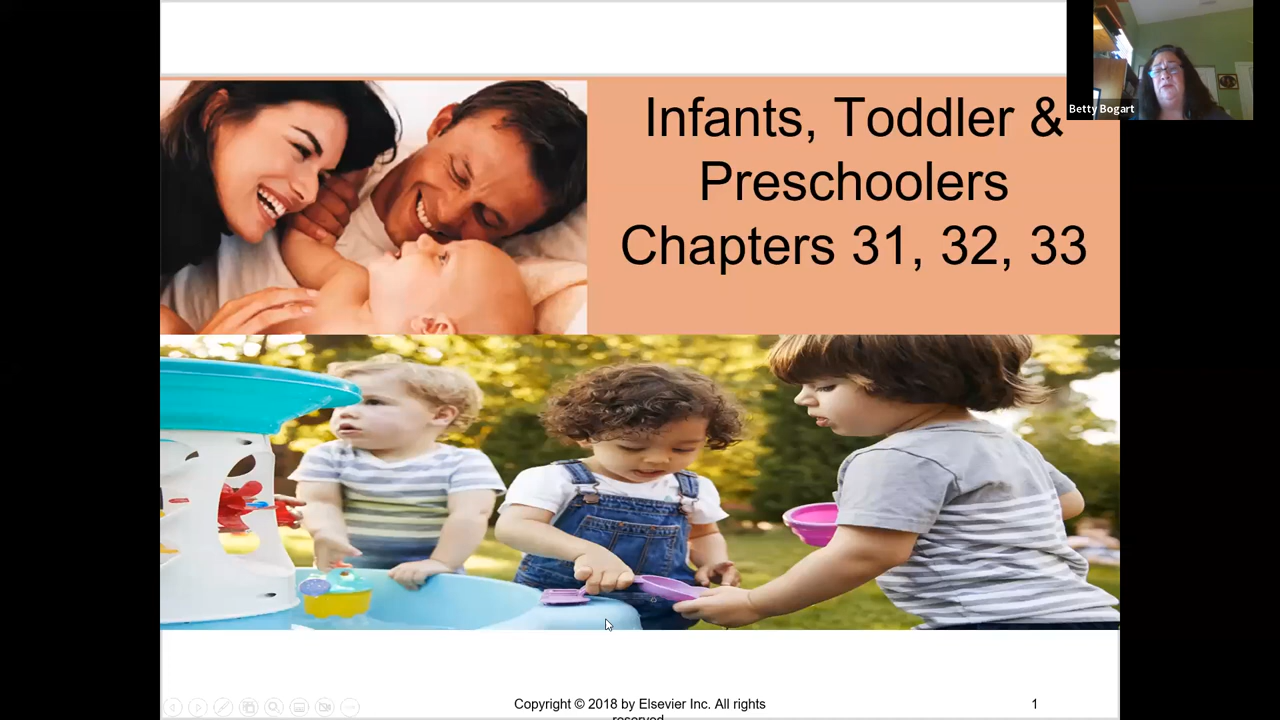 Infants, Toddler &
Preschoolers
Chapters 31, 32, 33
Betty Bogart
Copyright © 2018 by Elsevier Inc. All rights
reserved
1